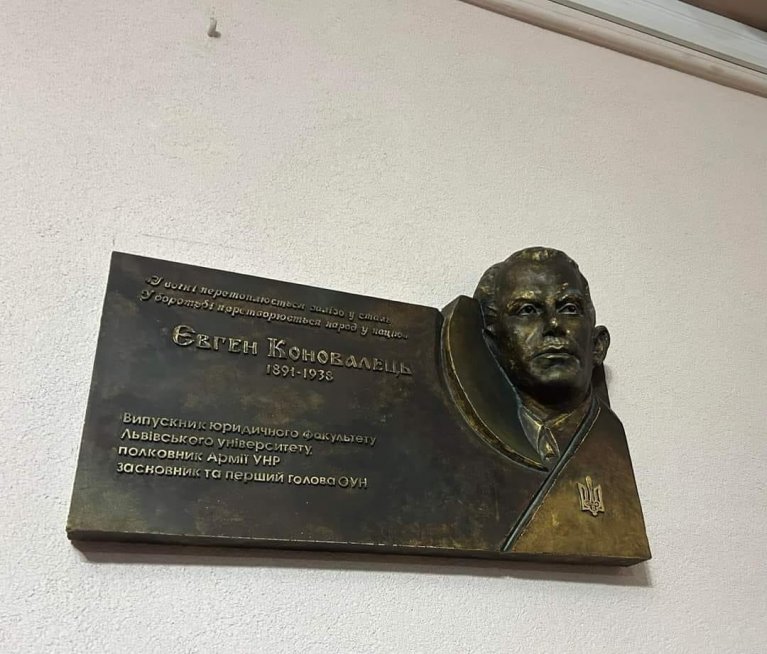 У вогні перетоплюється залізо у сталь,
У боротьбі перетворюється народ у націю
Євген Коновалець
1891-1938
Випускник юридичного факультету
Львівського університету,
полковник Армії УНР
засновник та перший голова ОУН